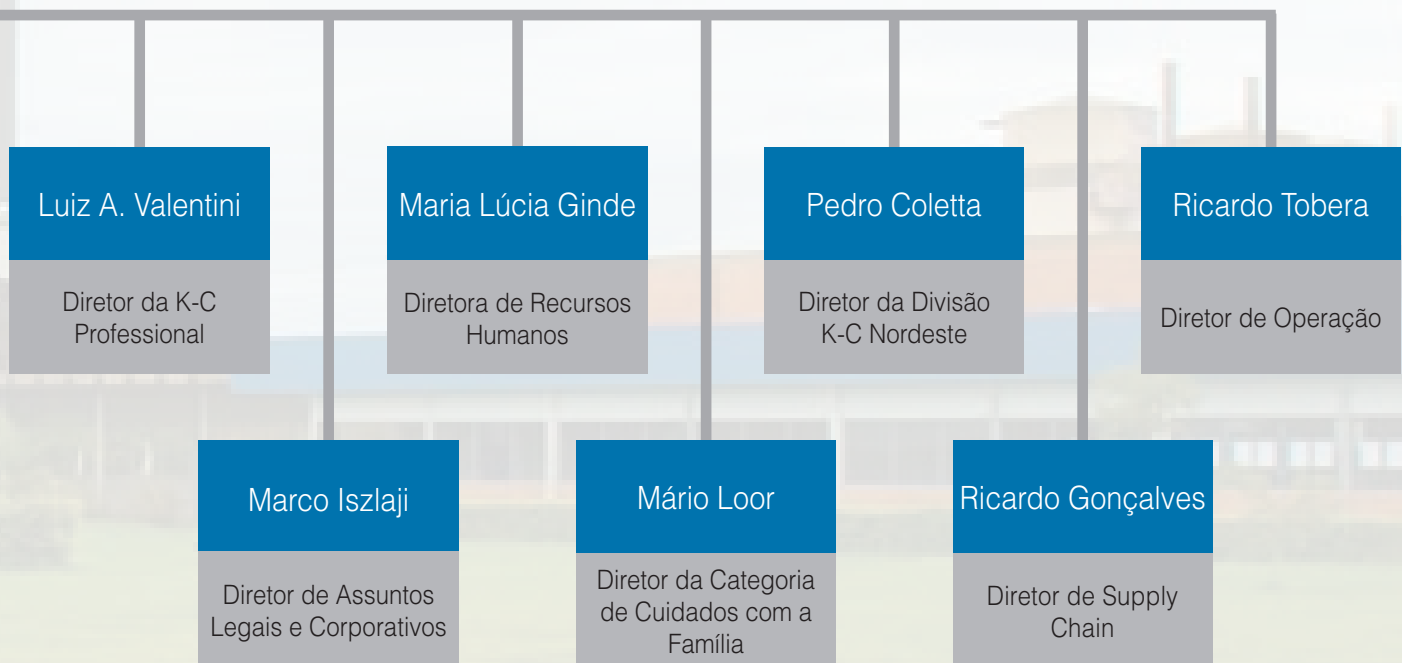 Luiz A. Valentini
Diretor da K-C
Professional
Maria Lúcia Ginde
Diretora de Recursos
Humanos
Pedro Coletta
Diretor da Divisão
K-C Nordeste
Ricardo Tobera
Diretor de Operação
Marco Iszlaji
Diretor de Assuntos
Legais e Corporativos
Mário Loor
Diretor da Categoria
de Cuidados com a
Família
Ricardo Gonçalves
Diretor de Supply
Chain